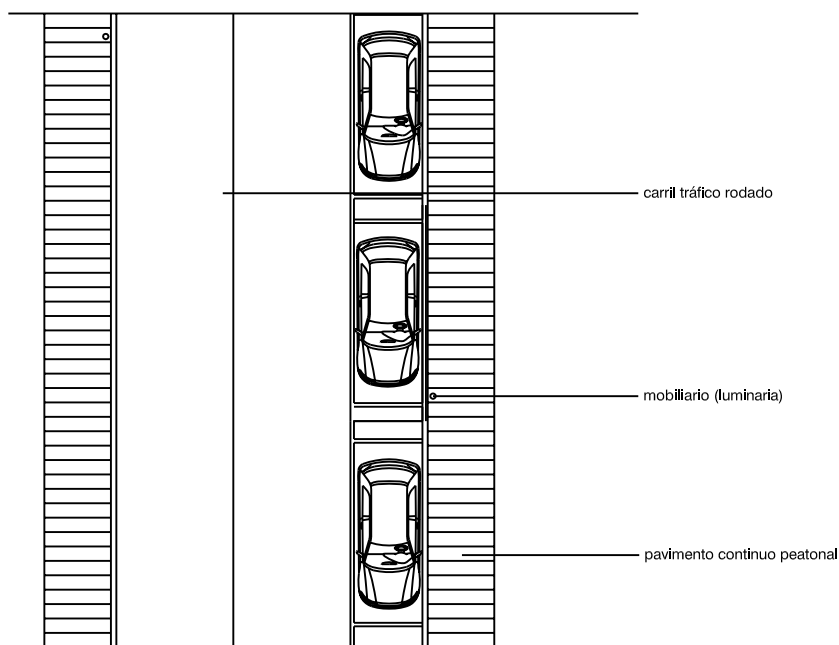 carril tráfico rodado
mobiliario (luminaria)
pavimento continuo peatonal